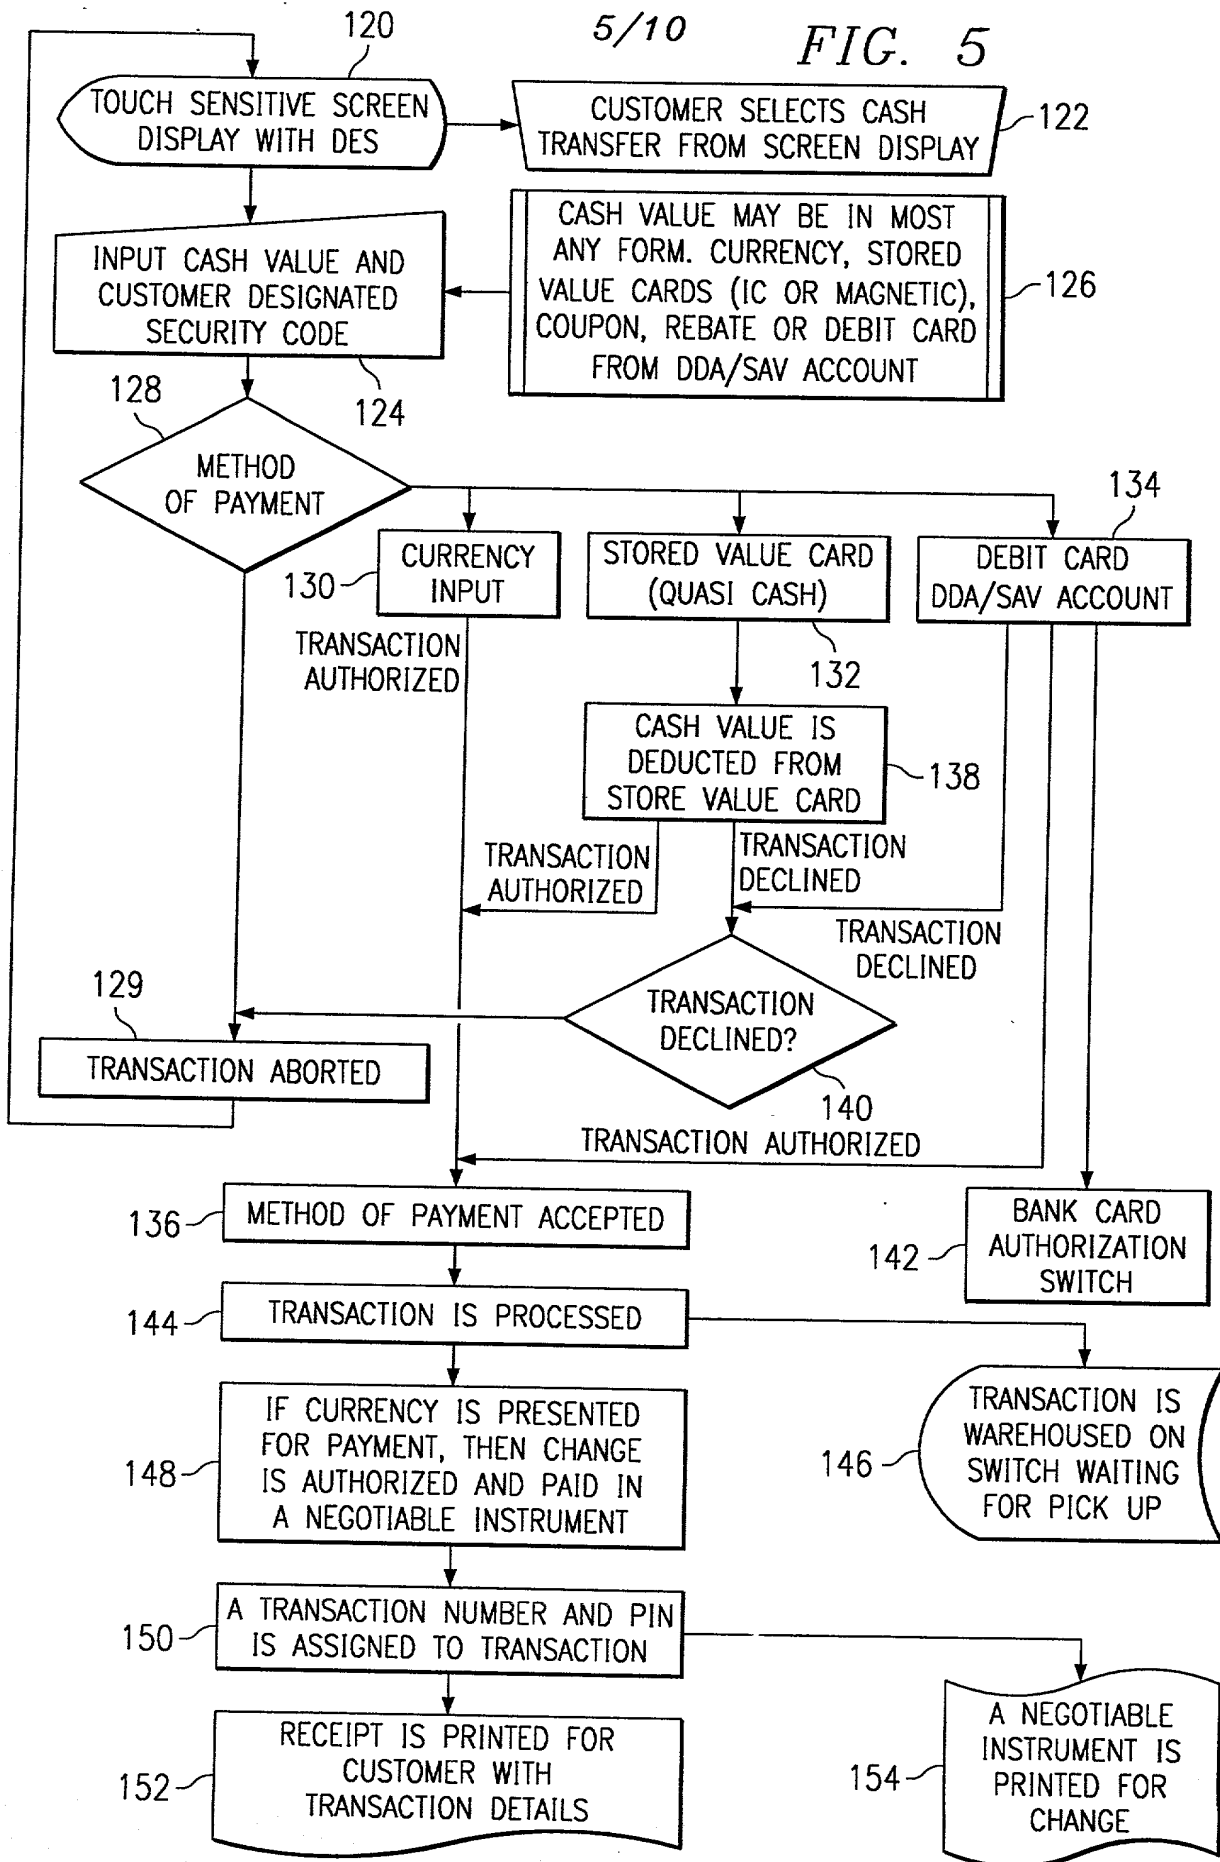 5/10
FIG. 5
120
TOUCH SENSITIVE SCREEN
DISPLAY WITH DES
CUSTOMER SELECTS CASH
TRANSFER FROM SCREEN DISPLAY
122
INPUT CASH VALUE AND
CUSTOMER DESIGNATED
SECURITY CODE
124
CASH VALUE MAY BE IN MOST
ANY FORM. CURRENCY, STORED
VALUE CARDS (IC OR MAGNETIC),
COUPON, REBATE OR DEBIT CARD
FROM DDA/SAV ACCOUNT
126
128
METHOD
OF PAYMENT
130
CURRENCY
INPUT
STORED VALUE CARD
(QUASI CASH)
132
134
DEBIT CARD
DDA/SAV ACCOUNT
TRANSACTION
AUTHORIZED
CASH VALUE IS
DEDUCTED FROM
STORE VALUE CARD
138
TRANSACTION
AUTHORIZED
TRANSACTION
DECLINED
TRANSACTION
DECLINED
129
TRANSACTION ABORTED
TRANSACTION
DECLINED?
140
TRANSACTION AUTHORIZED
136
METHOD OF PAYMENT ACCEPTED
142
BANK CARD
AUTHORIZATION
SWITCH
144
TRANSACTION IS PROCESSED
146
TRANSACTION IS
WAREHOUSED ON
SWITCH WAITING
FOR PICK UP
148
IF CURRENCY IS PRESENTED
FOR PAYMENT, THEN CHANGE
IS AUTHORIZED AND PAID IN
A NEGOTIABLE INSTRUMENT
150
A TRANSACTION NUMBER AND PIN
IS ASSIGNED TO TRANSACTION
152
RECEIPT IS PRINTED FOR
CUSTOMER WITH
TRANSACTION DETAILS
154
A NEGOTIABLE
INSTRUMENT IS
PRINTED FOR
CHANGE